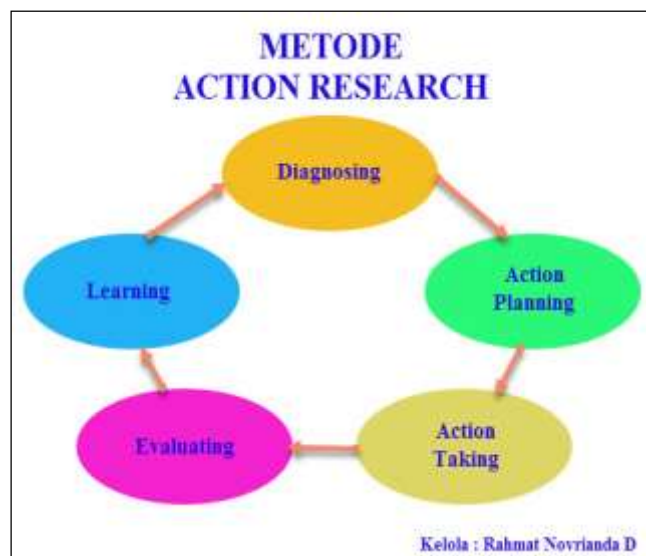 METODE
ACTION RESEARCH
Diagnosing
Action
Planning
Action
Taking
Evaluating
Learning
Kelola : Rahmat Novrianda D